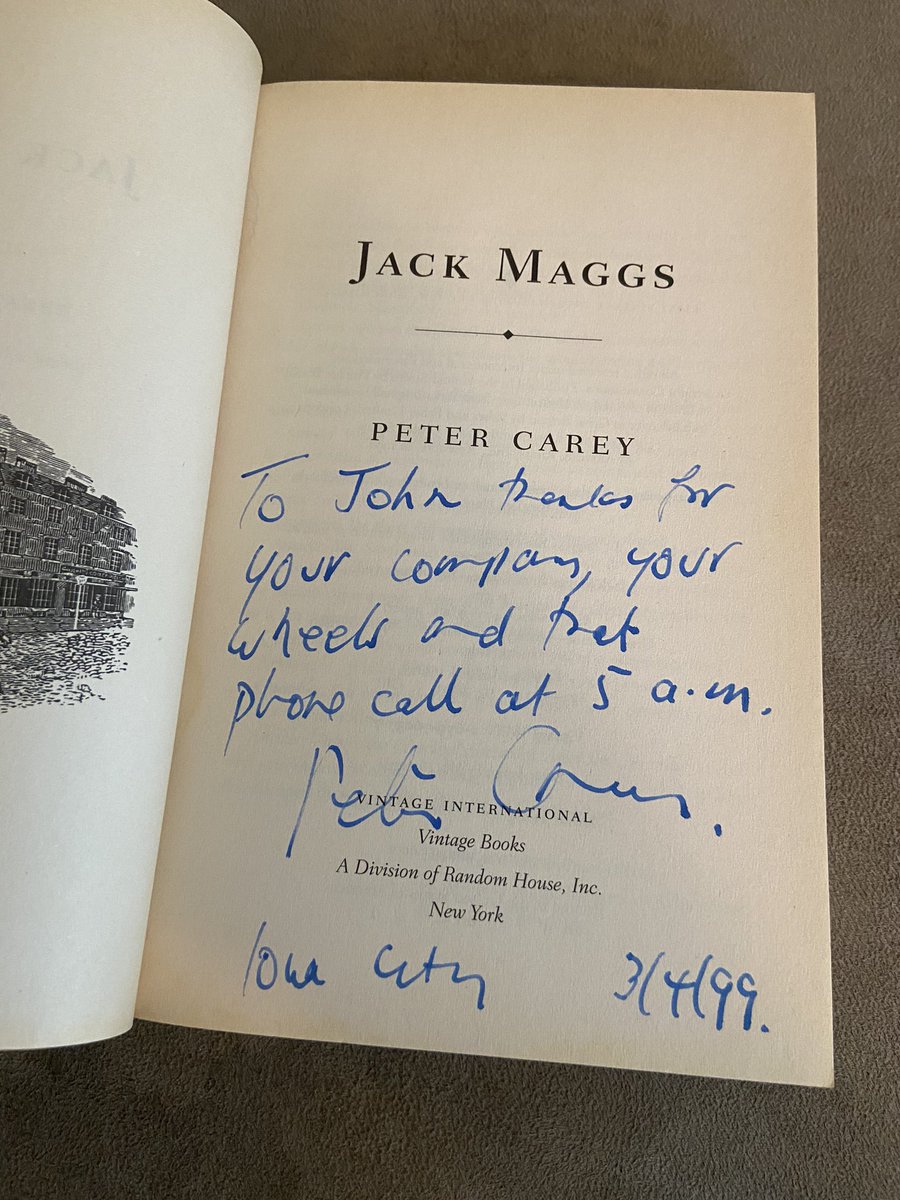 JACK MAGGS
PETER CAREY
To John thanks for
your company, your
wheels and that
phone call at 5 a.m.
Peter Carey.
VINTAGE INTERNATIONAL
Vintage Books
A Division of Random House, Inc.
New York
Iowa City 3/4/99.